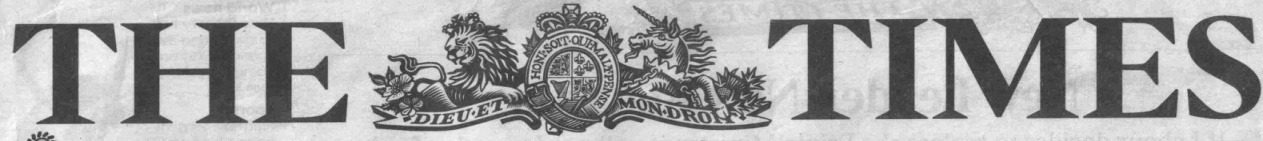 THE TIMES
HONI·SOIT·QUI·MAL·Y·PENSE
DIEU·ET·MON·DROIT